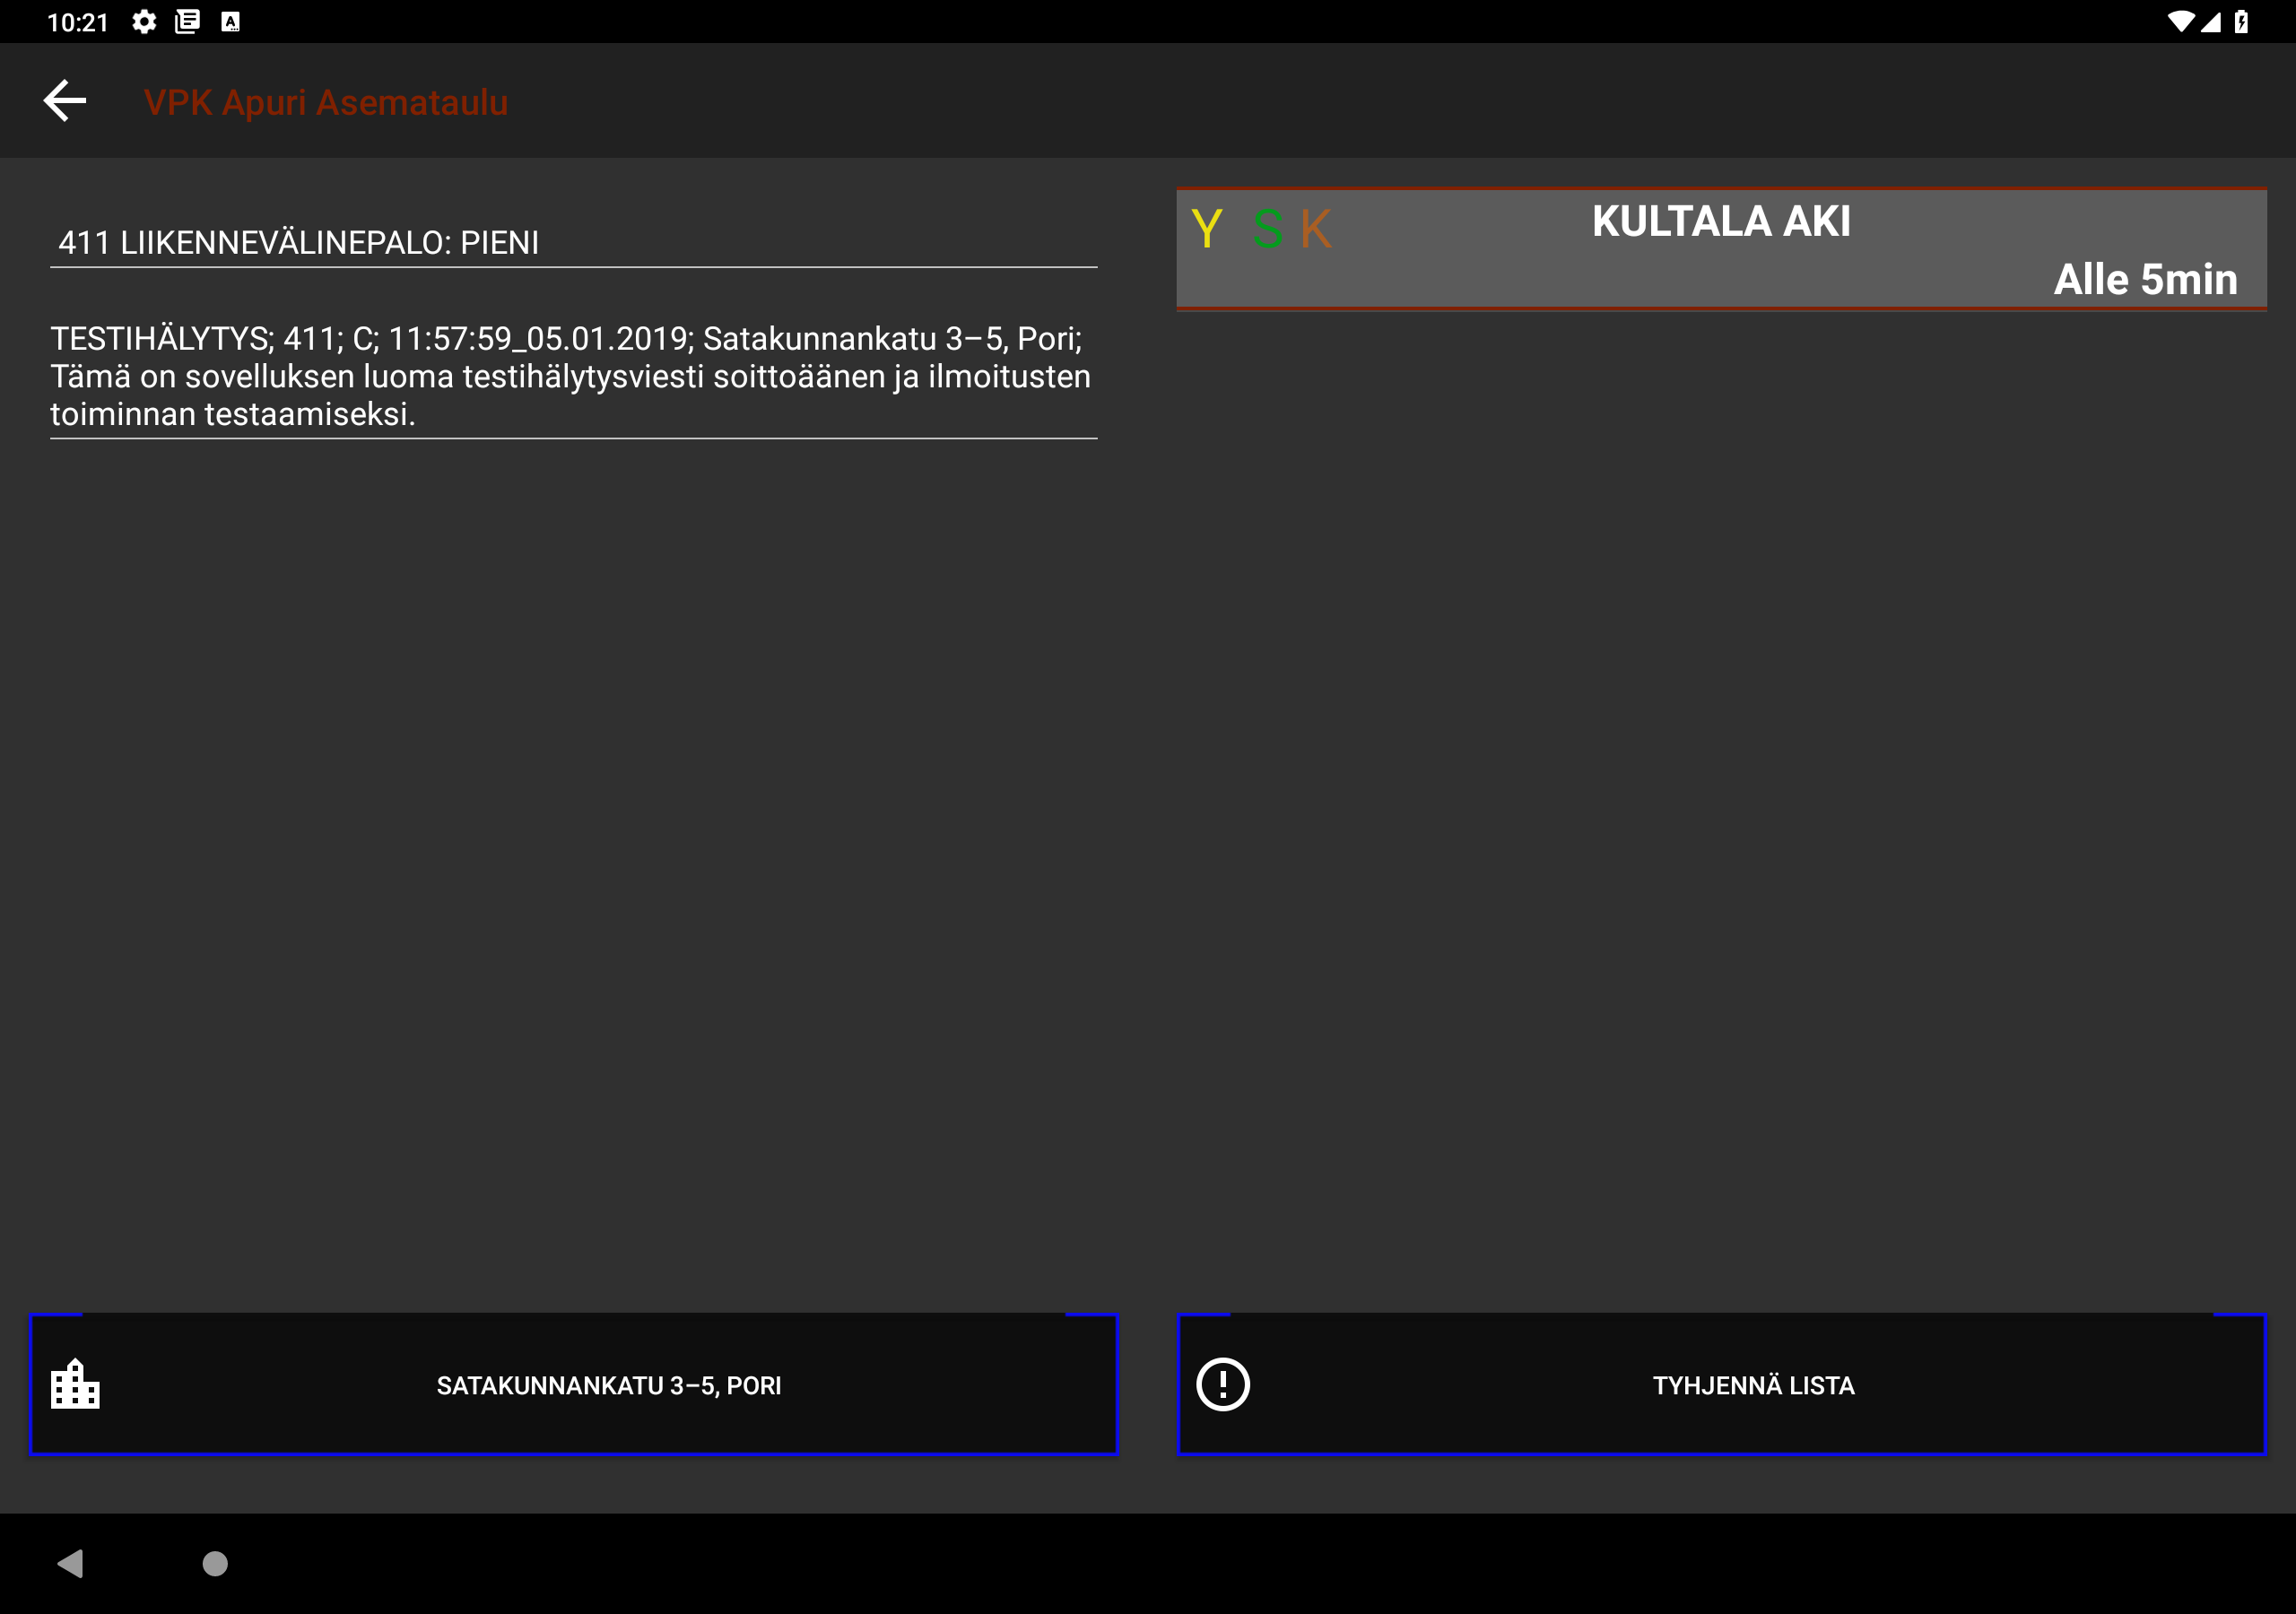 10:21
VPK Apuri Asemataulu
411 LIIKENNEVÄLINEPALO: PIENI
TESTIHÄLYTYS; 411; C; 11:57:59_05.01.2019; Satakunnankatu 3–5, Pori;
Tämä on sovelluksen luoma testihälytysviesti soittoäänen ja ilmoitusten
toiminnan testaamiseksi.
Y S K
KULTALA AKI
Alle 5min
SATAKUNNANKATU 3–5, PORI
TYHJENNÄ LISTA